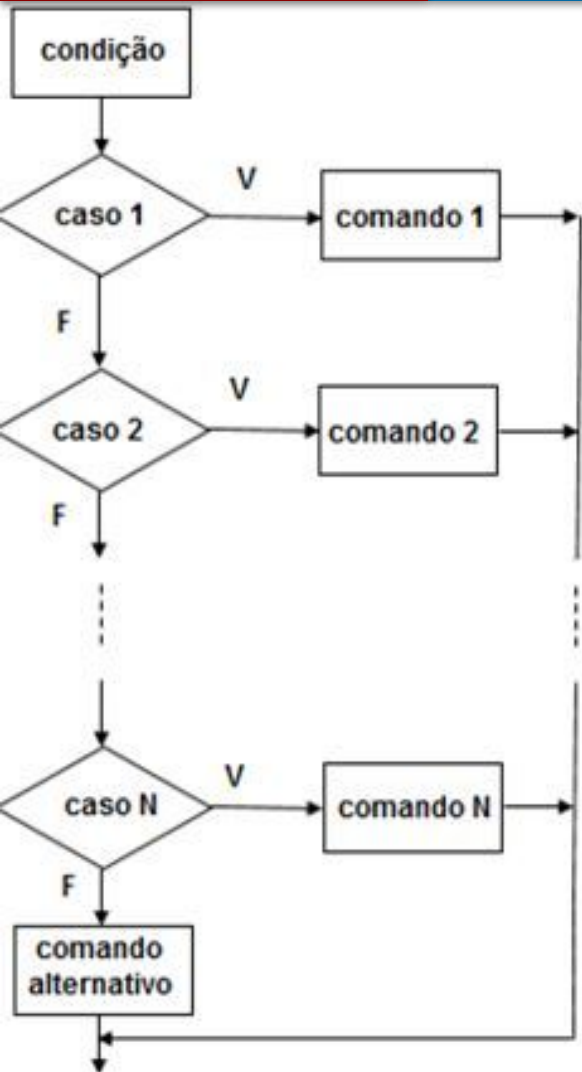 condição
caso 1
V
comando 1
F
caso 2
V
comando 2
F
caso N
V
comando N
F
comando
alternativo